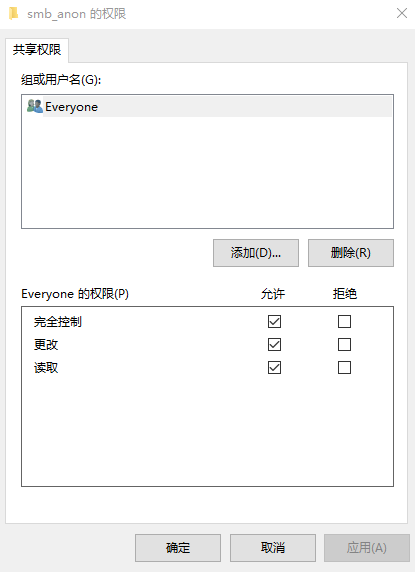 smb_anon 的权限
共享权限
组或用户名(G):
Everyone
添加(D)... 删除(R)
Everyone 的权限(P) 允许 拒绝
完全控制
更改
读取
确定 取消 应用(A)